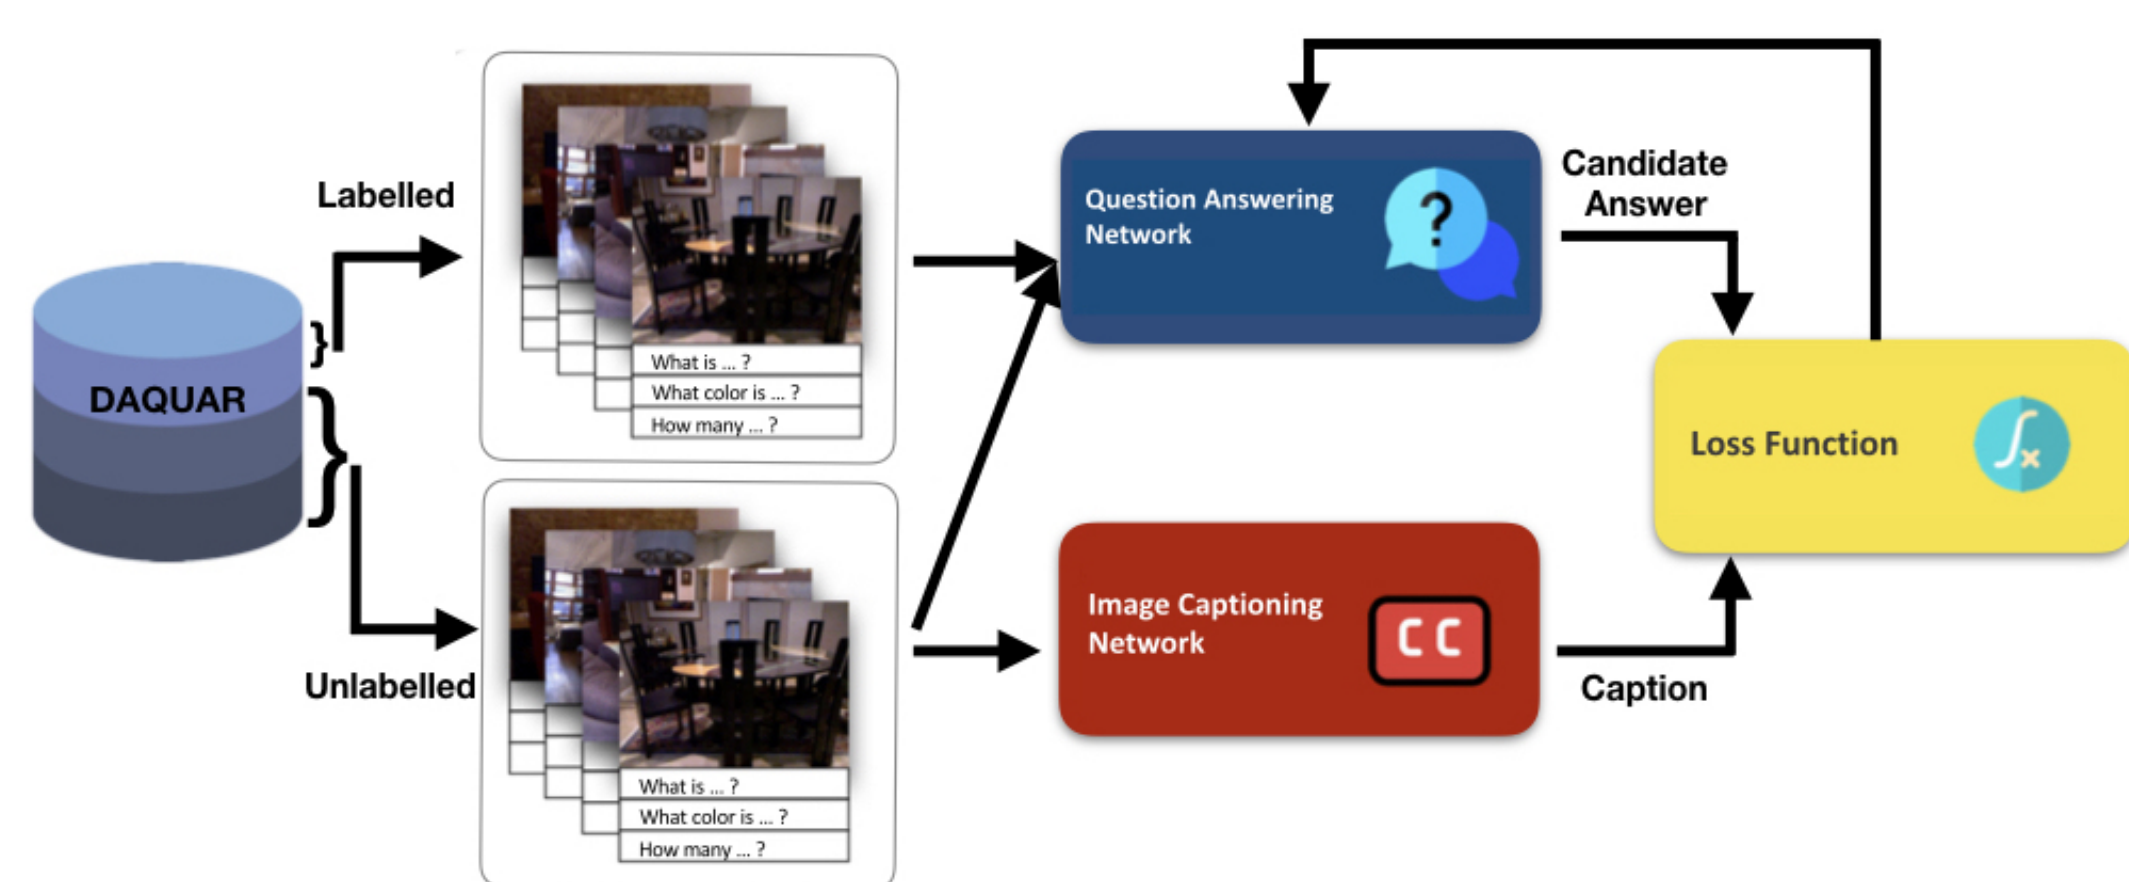 Labelled
DAQUAR
Unlabelled
What is ... ?
What color is ... ?
How many ... ?
What is ... ?
What color is ... ?
How many ... ?
Question Answering
Network
?
Candidate
Answer
Image Captioning
Network
CC
Caption
Loss Function
∫x